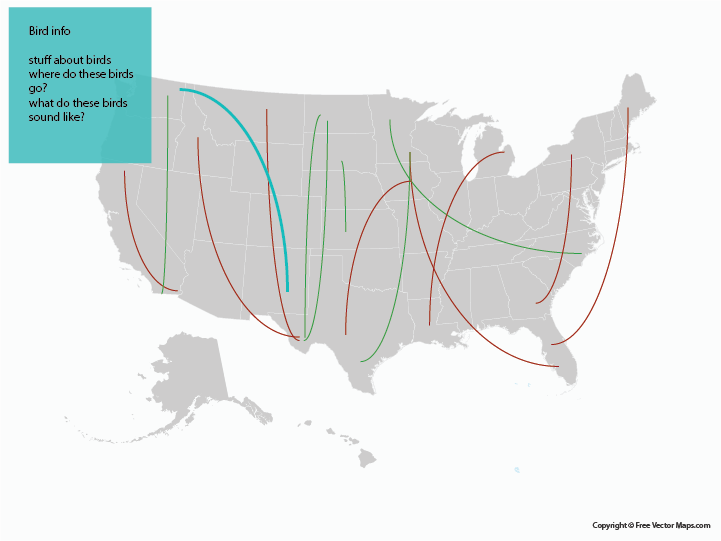 Bird info
stuff about birds
where do these birds
go?
what do these birds
sound like?
Copyright © Free Vector Maps.com